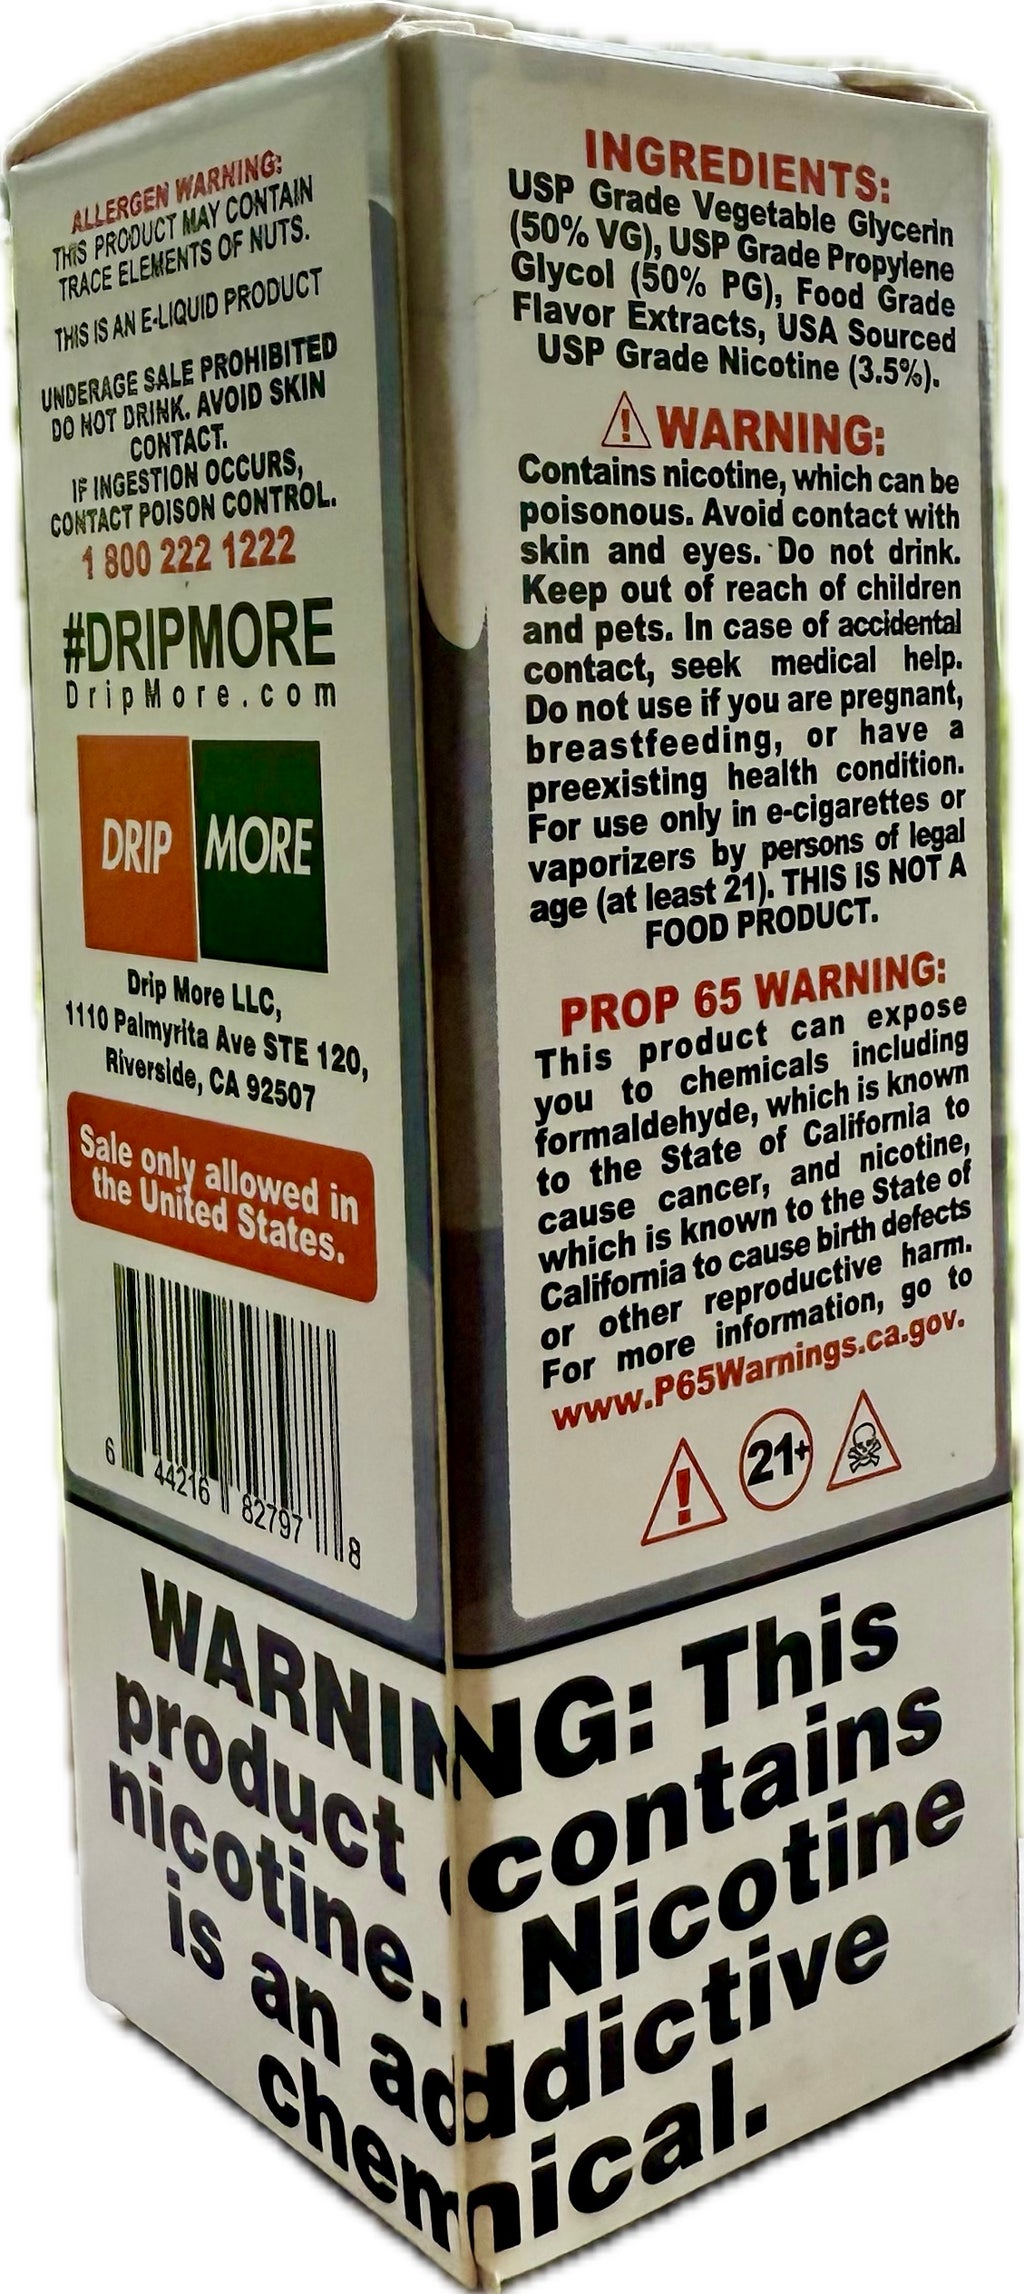 ALLERGEN WARNING:
THIS PRODUCT MAY CONTAIN
TRACE ELEMENTS OF NUTS.
THIS IS AN E-LIQUID PRODUCT
UNDERAGE SALE PROHIBITED
DO NOT DRINK. AVOID SKIN
CONTACT.
IF INGESTION OCCURS,
CONTACT POISON CONTROL.
1 800 222 1222
#DRIPMORE
DripMore.com
DRIP MORE
Drip More LLC,
1110 Palmyrita Ave STE 120,
Riverside, CA 92507
Sale only allowed in
the United States.
6 44216 82797 8
INGREDIENTS:
USP Grade Vegetable Glycerin
(50% VG), USP Grade Propylene
Glycol (50% PG), Food Grade
Flavor Extracts, USA Sourced
USP Grade Nicotine (3.5%).
WARNING:
Contains nicotine, which can be
poisonous. Avoid contact with
skin and eyes. Do not drink.
Keep out of reach of children
and pets. In case of accidental
contact, seek medical help.
Do not use if you are pregnant,
breastfeeding, or have a
preexisting health condition.
For use only in e-cigarettes or
vaporizers by persons of legal
age (at least 21). THIS IS NOT A
FOOD PRODUCT.
PROP 65 WARNING:
This product can expose
you to chemicals including
formaldehyde, which is known
to the State of California to
cause cancer, and nicotine,
which is known to the State of
California to cause birth defects
or other reproductive harm.
For more information, go to
www.P65Warnings.ca.gov.
21+
WARNING: This
product contains
nicotine. Nicotine
is an addictive
chemical.